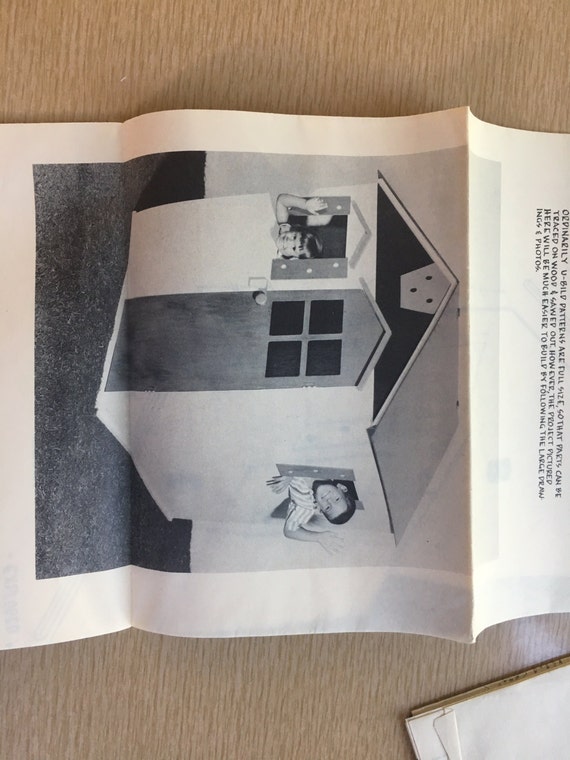 ORDINARILY U-BILD PATTERNS ARE FULL SIZE, SO THAT PARTS CAN BE
TRACED ON WOOD & SAWED OUT. HOWEVER, THE PROJECT PICTURED
HERE WILL BE MUCH EASIER TO BUILD BY FOLLOWING THE LARGE DRAW-
INGS & PHOTOS.